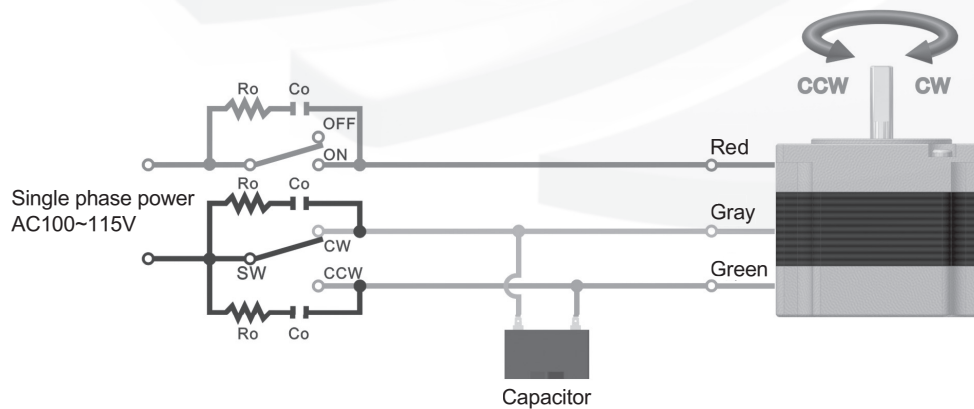 CCW CW
Ro Co
OFF
ON
Red
Ro Co
Single phase power
AC100~115V
Gray
CW
SW
CCW
Green
Ro Co
Capacitor